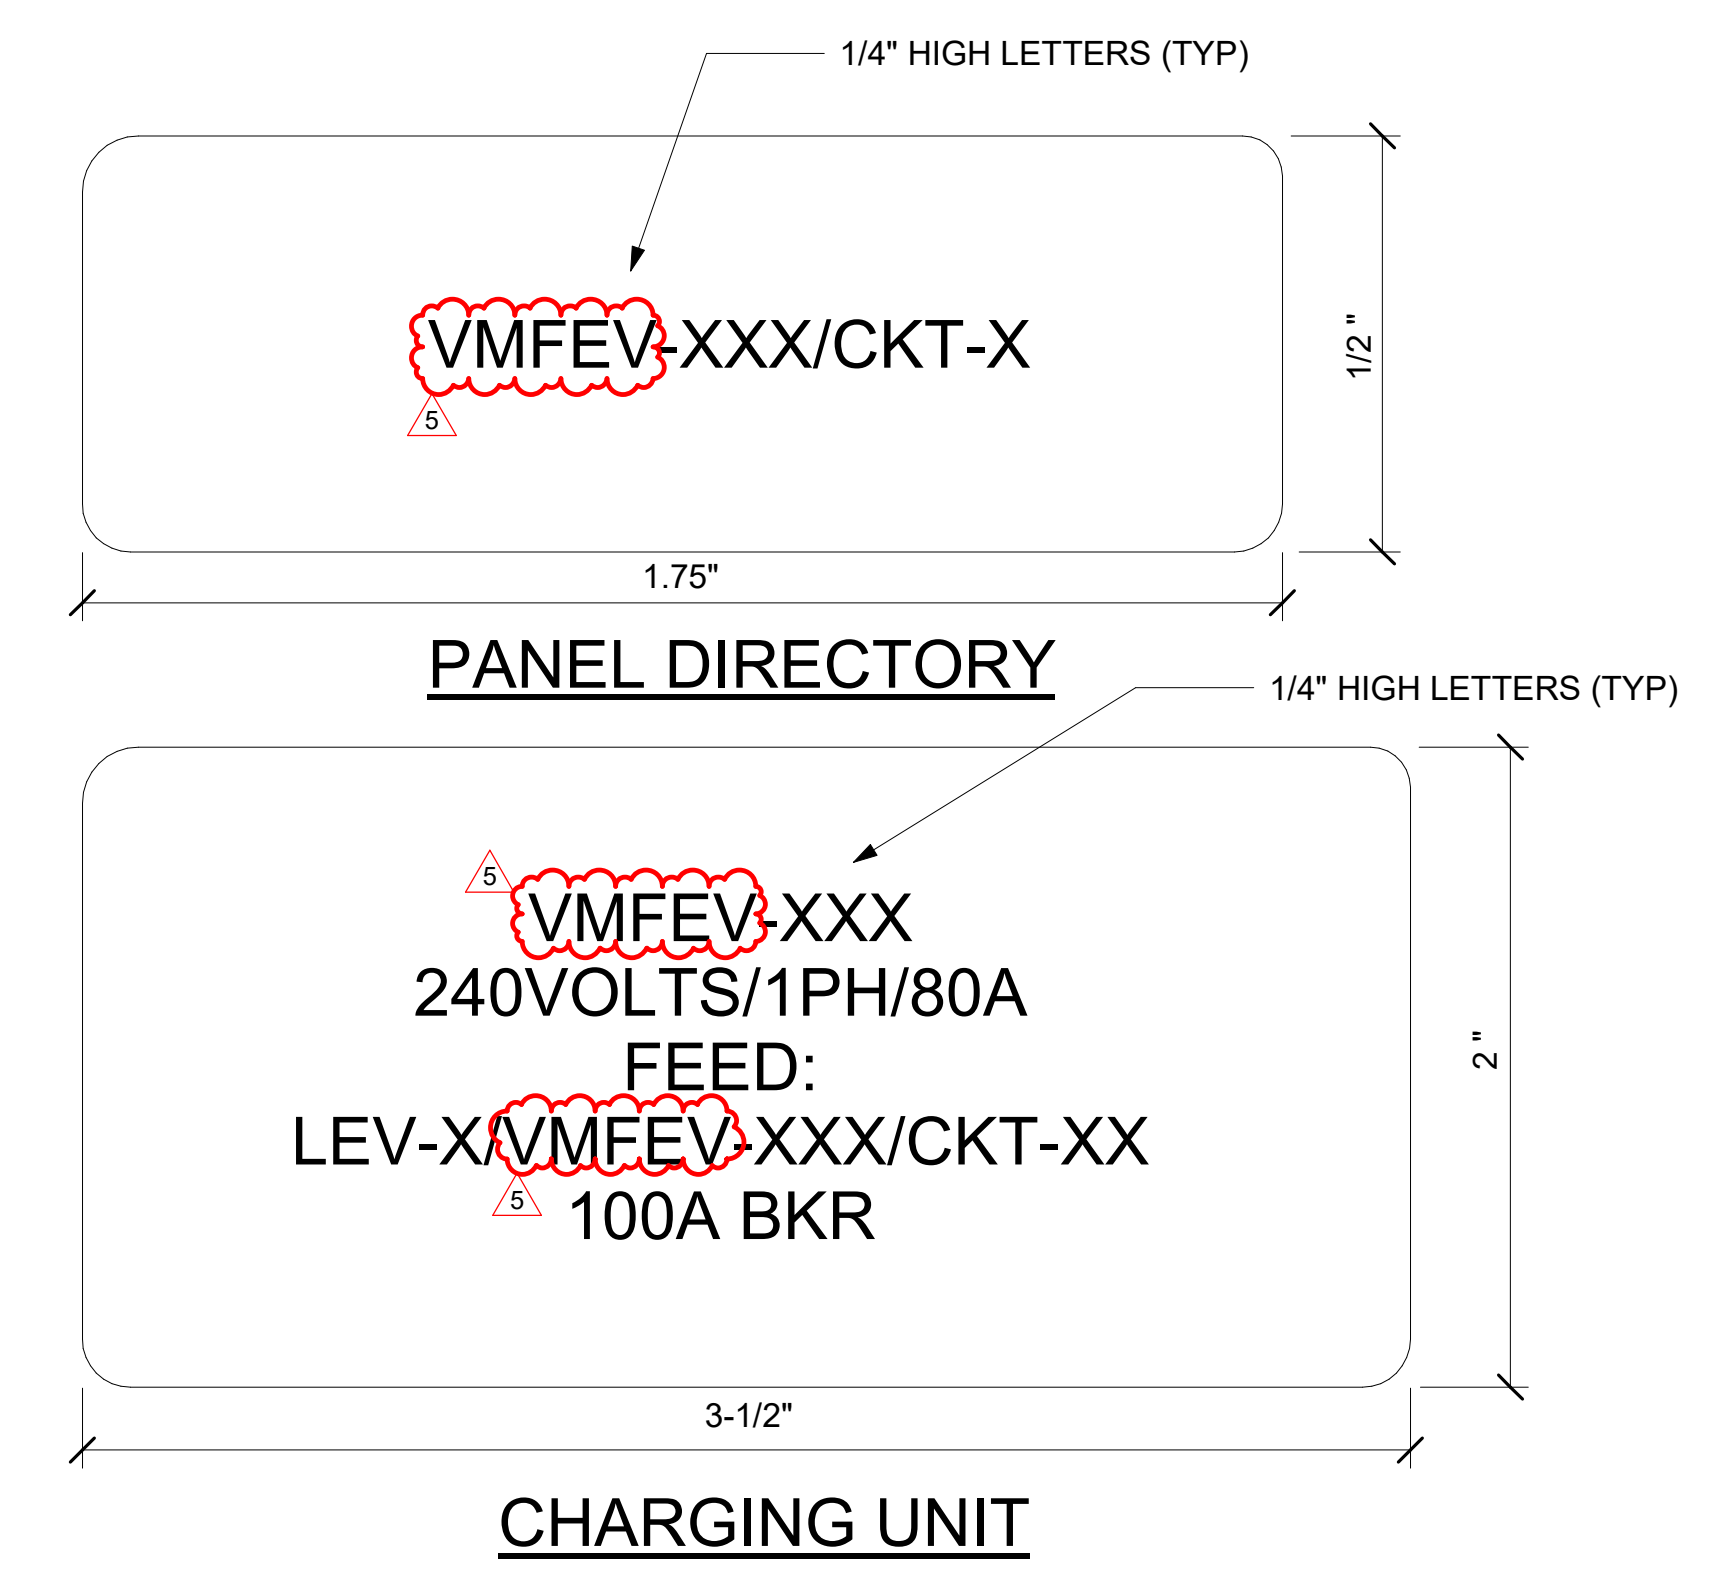 1/4" HIGH LETTERS (TYP)
VMFEV-XXX/CKT-X
5
1/2 "
1.75"
PANEL DIRECTORY
1/4" HIGH LETTERS (TYP)
5
VMFEV-XXX
240VOLTS/1PH/80A
FEED:
LEV-X/VMFEV-XXX/CKT-XX
5
100A BKR
2 "
3-1/2"
CHARGING UNIT